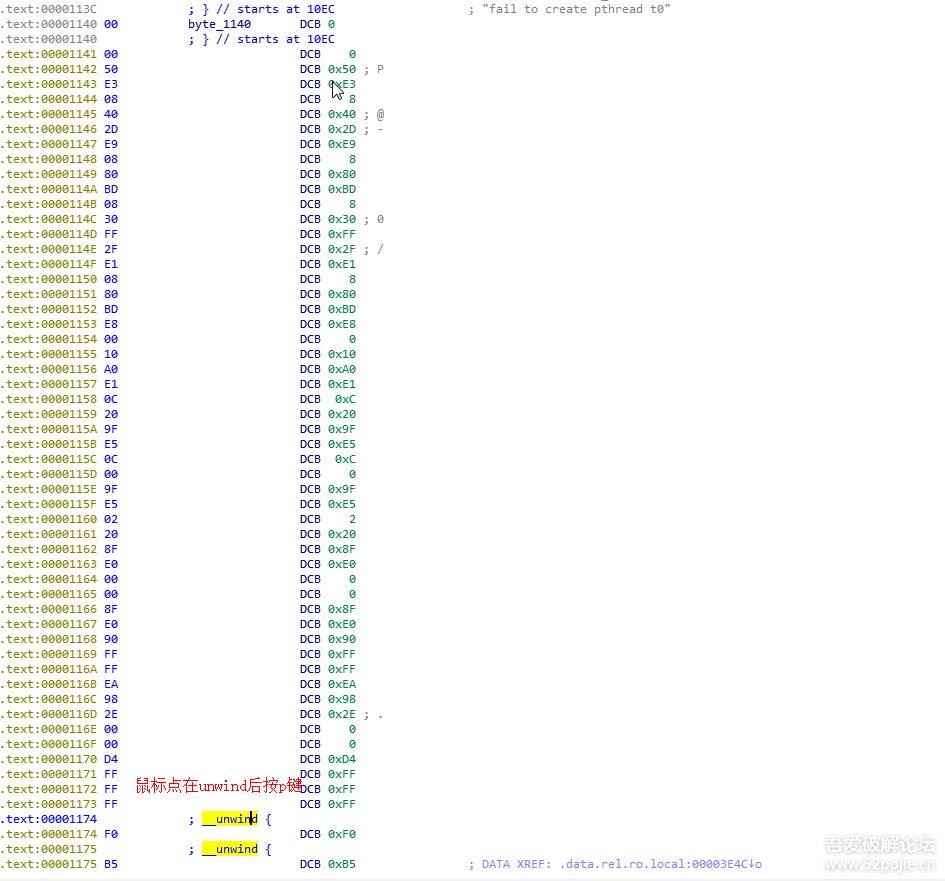 .text:0000113C ; } // starts at 10EC ; "fail to create pthread t0"
.text:00001140 00 byte_1140 DCB 0
.text:00001140 ; } // starts at 10EC
.text:00001141 00 DCB 0
.text:00001142 50 DCB 0x50 ; P
.text:00001143 E3 DCB 0xE3
.text:00001144 08 DCB 8
.text:00001145 40 DCB 0x40 ; @
.text:00001146 2D DCB 0x2D ; -
.text:00001147 E9 DCB 0xE9
.text:00001148 08 DCB 8
.text:00001149 80 DCB 0x80
.text:0000114A BD DCB 0xBD
.text:0000114B 08 DCB 8
.text:0000114C 30 DCB 0x30 ; 0
.text:0000114D FF DCB 0xFF
.text:0000114E 2F DCB 0x2F ; /
.text:0000114F E1 DCB 0xE1
.text:00001150 08 DCB 8
.text:00001151 80 DCB 0x80
.text:00001152 BD DCB 0xBD
.text:00001153 E8 DCB 0xE8
.text:00001154 00 DCB 0
.text:00001155 10 DCB 0x10
.text:00001156 A0 DCB 0xA0
.text:00001157 E1 DCB 0xE1
.text:00001158 0C DCB 0xC
.text:00001159 20 DCB 0x20
.text:0000115A 9F DCB 0x9F
.text:0000115B E5 DCB 0xE5
.text:0000115C 0C DCB 0xC
.text:0000115D 00 DCB 0
.text:0000115E 9F DCB 0x9F
.text:0000115F E5 DCB 0xE5
.text:00001160 02 DCB 2
.text:00001161 20 DCB 0x20
.text:00001162 8F DCB 0x8F
.text:00001163 E0 DCB 0xE0
.text:00001164 00 DCB 0
.text:00001165 00 DCB 0
.text:00001166 8F DCB 0x8F
.text:00001167 E0 DCB 0xE0
.text:00001168 90 DCB 0x90
.text:00001169 FF DCB 0xFF
.text:0000116A FF DCB 0xFF
.text:0000116B EA DCB 0xEA
.text:0000116C 98 DCB 0x98
.text:0000116D 2E DCB 0x2E ; .
.text:0000116E 00 DCB 0
.text:0000116F 00 DCB 0
.text:00001170 D4 DCB 0xD4
.text:00001171 FF DCB 0xFF
鼠标点在unwind后按p键
.text:00001172 FF DCB 0xFF
.text:00001173 FF DCB 0xFF
.text:00001174 ; __unwind {
.text:00001174 F0 DCB 0xF0
.text:00001175 ; __unwind {
.text:00001175 B5 DCB 0xB5 ; DATA XREF: .data.rel.ro.local:00003E4C↓o
吾爱破解论坛
www.52pojie.cn